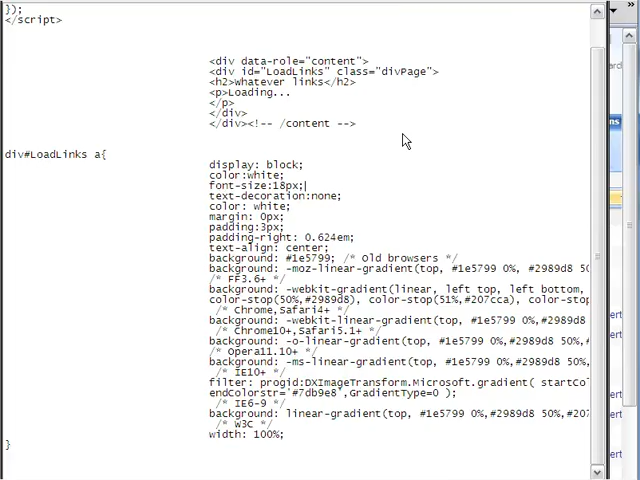 });
</script>
<div data-role="content">
<div id="LoadLinks" class="divPage">
<h2>Whatever links</h2>
<p>Loading...
</p>
</div>
</div><!-- /content -->
div#LoadLinks a{
display: block;
color:white;
font-size:18px;
text-decoration:none;
color: white;
margin: 0px;
padding:3px;
padding-right: 0.624em;
text-align: center;
background: #1e5799; /* Old browsers */
background: -moz-linear-gradient(top, #1e5799 0%, #2989d8 50
/* FF3.6+ */
background: -webkit-gradient(linear, left top, left bottom,
color-stop(50%,#2989d8), color-stop(51%,#207cca), color-stop
/* Chrome,Safari4+ */
background: -webkit-linear-gradient(top, #1e5799 0%,#2989d8
/* Chrome10+,Safari5.1+ */
background: -o-linear-gradient(top, #1e5799 0%,#2989d8 50%,#
/* Opera11.10+ */
background: -ms-linear-gradient(top, #1e5799 0%,#2989d8 50%,
/* IE10+ */
filter: progid:DXImageTransform.Microsoft.gradient( startCol
endColorstr='#7db9e8',GradientType=0 );
/* IE6-9 */
background: linear-gradient(top, #1e5799 0%,#2989d8 50%,#207
/* W3C */
width: 100%;
}